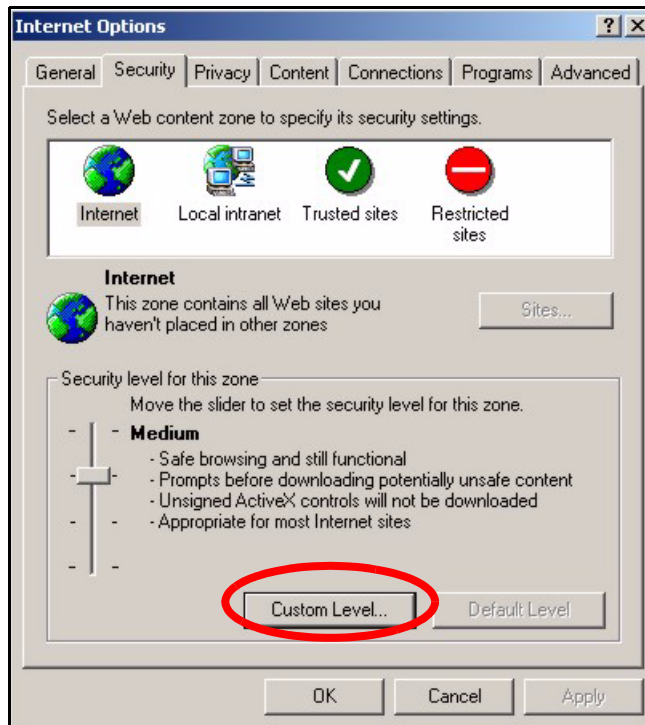 Internet Options
General Security Privacy Content Connections Programs Advanced
Select a Web content zone to specify its security settings.
Internet Local intranet Trusted sites Restricted sites
Internet
This zone contains all Web sites you
haven't placed in other zones
Sites...
Security level for this zone
Move the slider to set the security level for this zone.
Medium
- Safe browsing and still functional
- Prompts before downloading potentially unsafe content
- Unsigned ActiveX controls will not be downloaded
- Appropriate for most Internet sites
Custom Level... Default Level
OK Cancel Apply